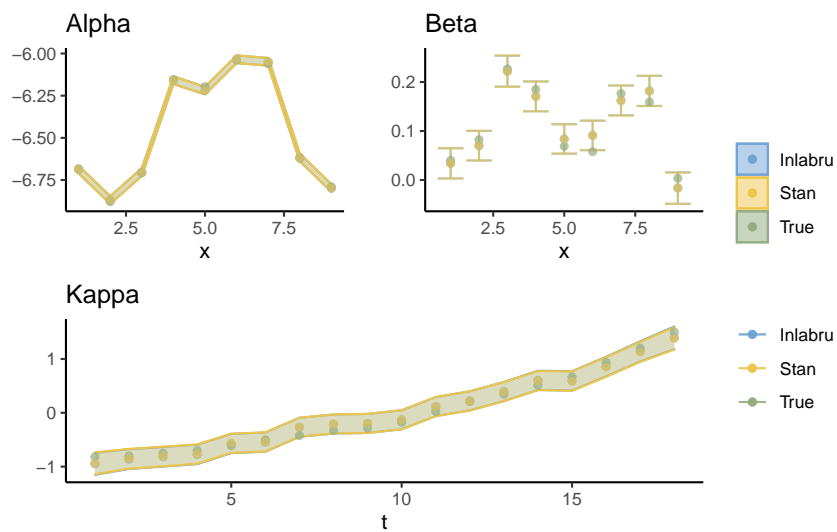 Alpha
−6.00
−6.25
−6.50
−6.75
2.5 5.0 7.5
x
Beta
0.2
0.1
0.0
2.5 5.0 7.5
x
Inlabru
Stan
True
Kappa
1
0
−1
5 10 15
t
Inlabru
Stan
True